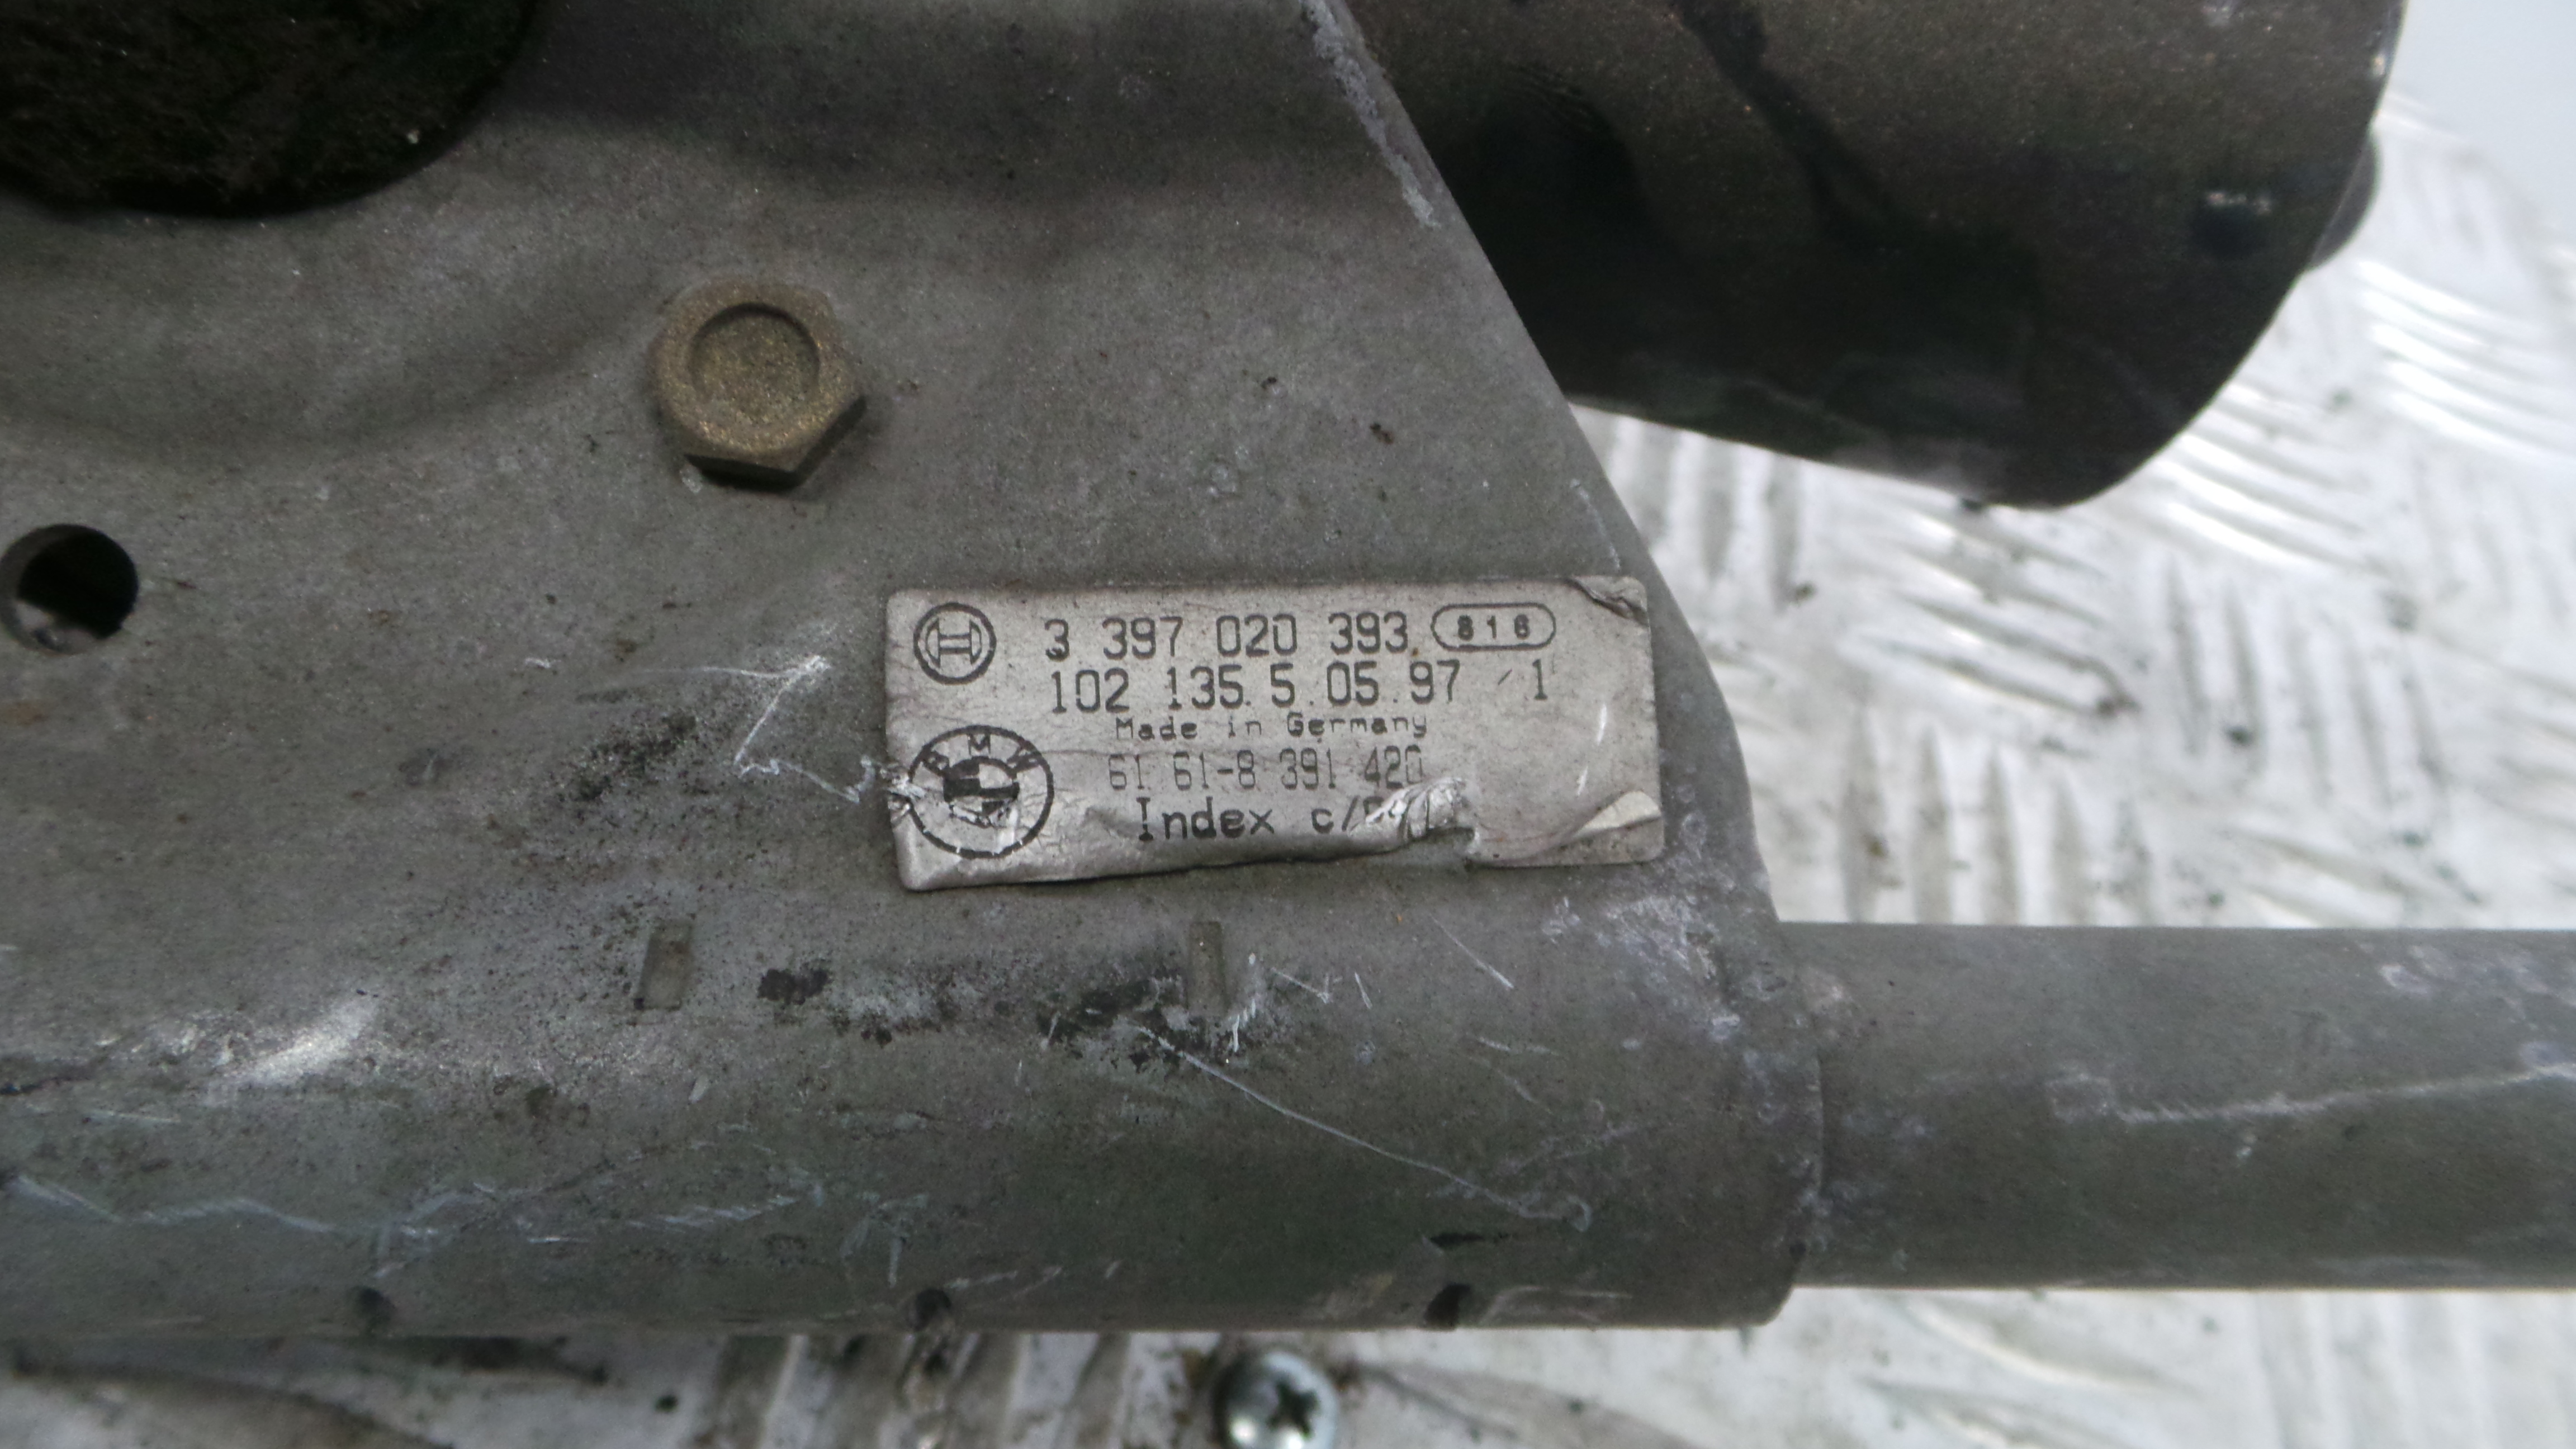 3 397 020 393 816
102 135. 5.05.97 / 1
Made in Germany
BMW
61 61-8 391 420
Index